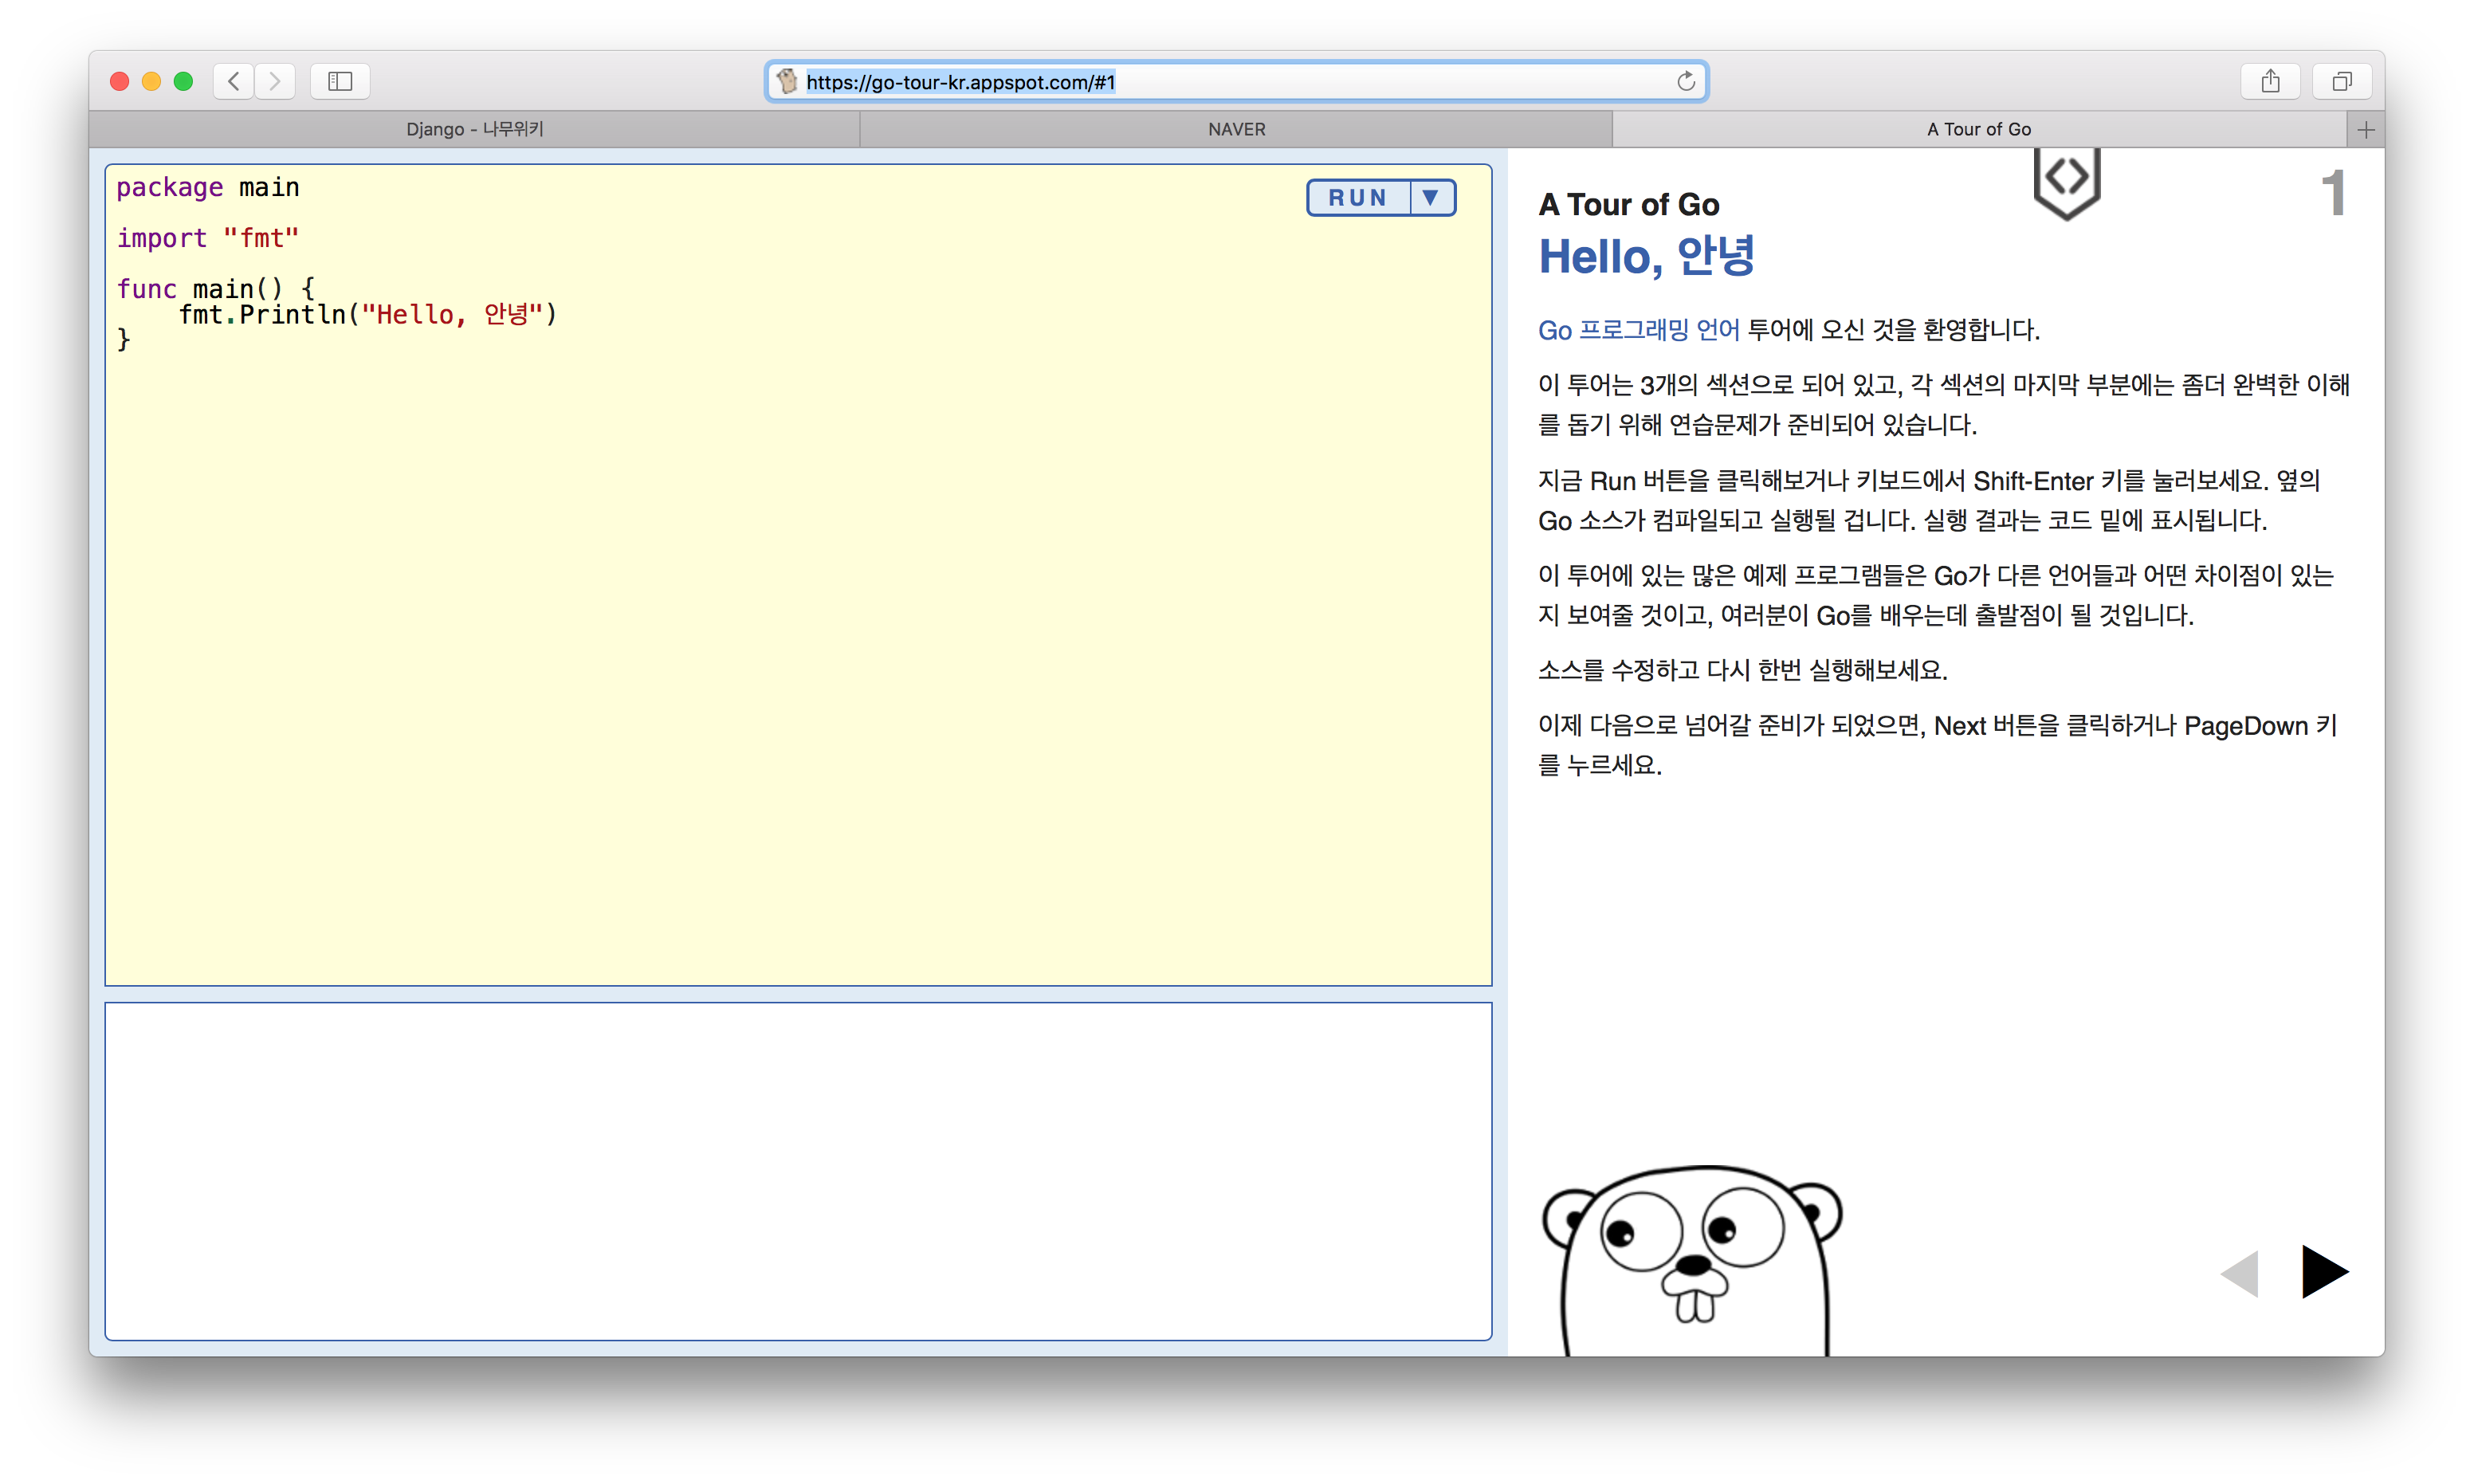 https://go-tour-kr.appspot.com/#1
Django - 나무위키
NAVER
A Tour of Go
package main
import "fmt"
func main() {
    fmt.Println("Hello, 안녕")
}
RUN ▼
A Tour of Go
1
Hello, 안녕
Go 프로그래밍 언어 투어에 오신 것을 환영합니다.
이 투어는 3개의 섹션으로 되어 있고, 각 섹션의 마지막 부분에는 좀더 완벽한 이해
를 돕기 위해 연습문제가 준비되어 있습니다.
지금 Run 버튼을 클릭해보거나 키보드에서 Shift-Enter 키를 눌러보세요. 옆의
Go 소스가 컴파일되고 실행될 겁니다. 실행 결과는 코드 밑에 표시됩니다.
이 투어에 있는 많은 예제 프로그램들은 Go가 다른 언어들과 어떤 차이점이 있는
지 보여줄 것이고, 여러분이 Go를 배우는데 출발점이 될 것입니다.
소스를 수정하고 다시 한번 실행해보세요.
이제 다음으로 넘어갈 준비가 되었으면, Next 버튼을 클릭하거나 PageDown 키
를 누르세요.